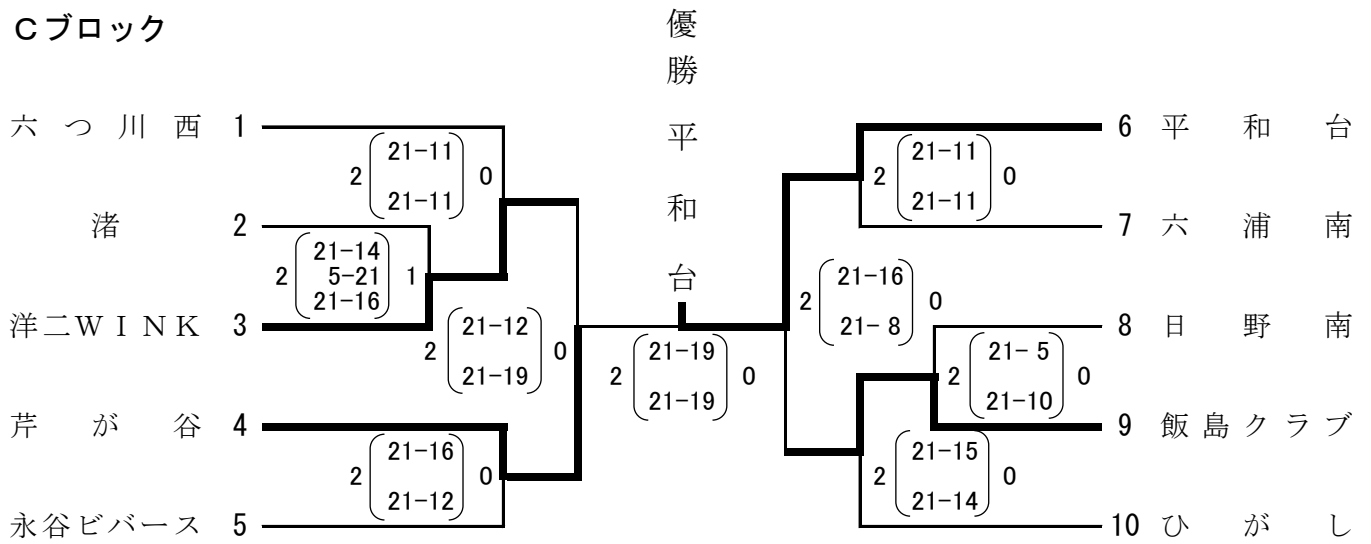 Cブロック
優勝 平和台
六つ川西 1
2 21-11 21-11 0
渚 2
2 21-14 5-21 21-16 1
洋二WINK 3
2 21-12 21-19 0
芹が谷 4
2 21-16 21-12 0
永谷ビバース 5
2 21-19 21-19 0
6 平和台
2 21-11 21-11 0
7 六浦南
2 21-16 21- 8 0
8 日野南
2 21- 5 21-10 0
9 飯島クラブ
2 21-15 21-14 0
10 ひがし